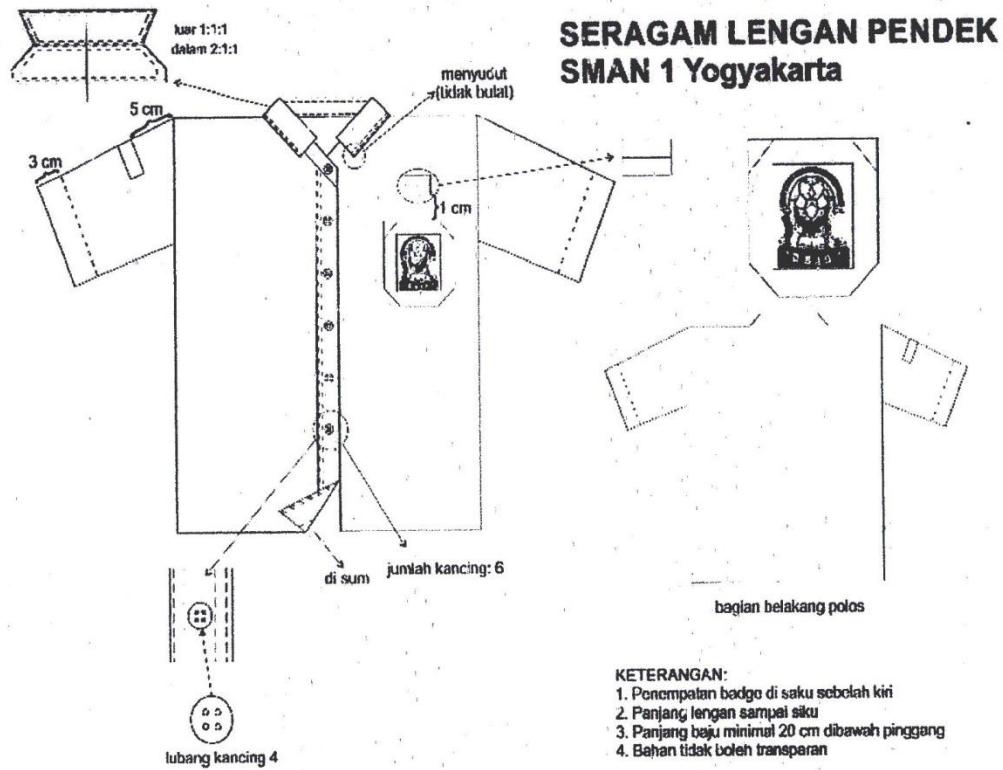 SERAGAM LENGAN PENDEK
SMAN 1 Yogyakarta
luar 1:1:1
dalam 2:1:1
menyudut
(tidak bulat)
5 cm
3 cm
1 cm
di sum
jumlah kancing: 6
lubang kancing 4
bagian belakang polos
KETERANGAN:
1. Penempatan badge di saku sebelah kiri
2. Panjang lengan sampai siku
3. Panjang baju minimal 20 cm dibawah pinggang
4. Bahan tidak boleh transparan